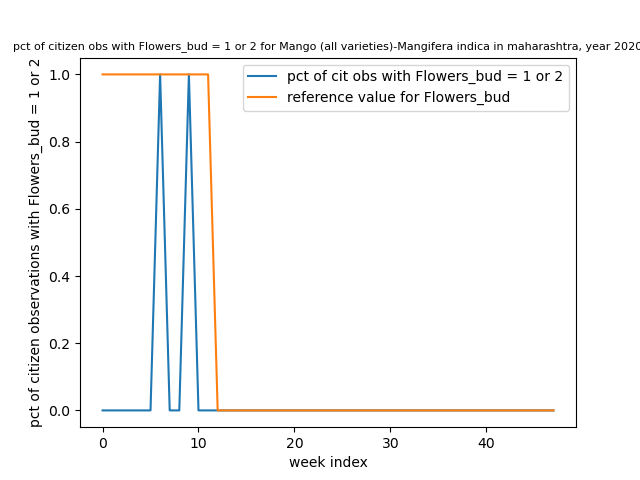 pct of citizen obs with Flowers_bud = 1 or 2 for Mango (all varieties)-Mangifera indica in maharashtra, year 2020
pct of cit obs with Flowers_bud = 1 or 2
reference value for Flowers_bud
pct of citizen observations with Flowers_bud = 1 or 2
1.0
0.8
0.6
0.4
0.2
0.0
0 10 20 30 40
week index